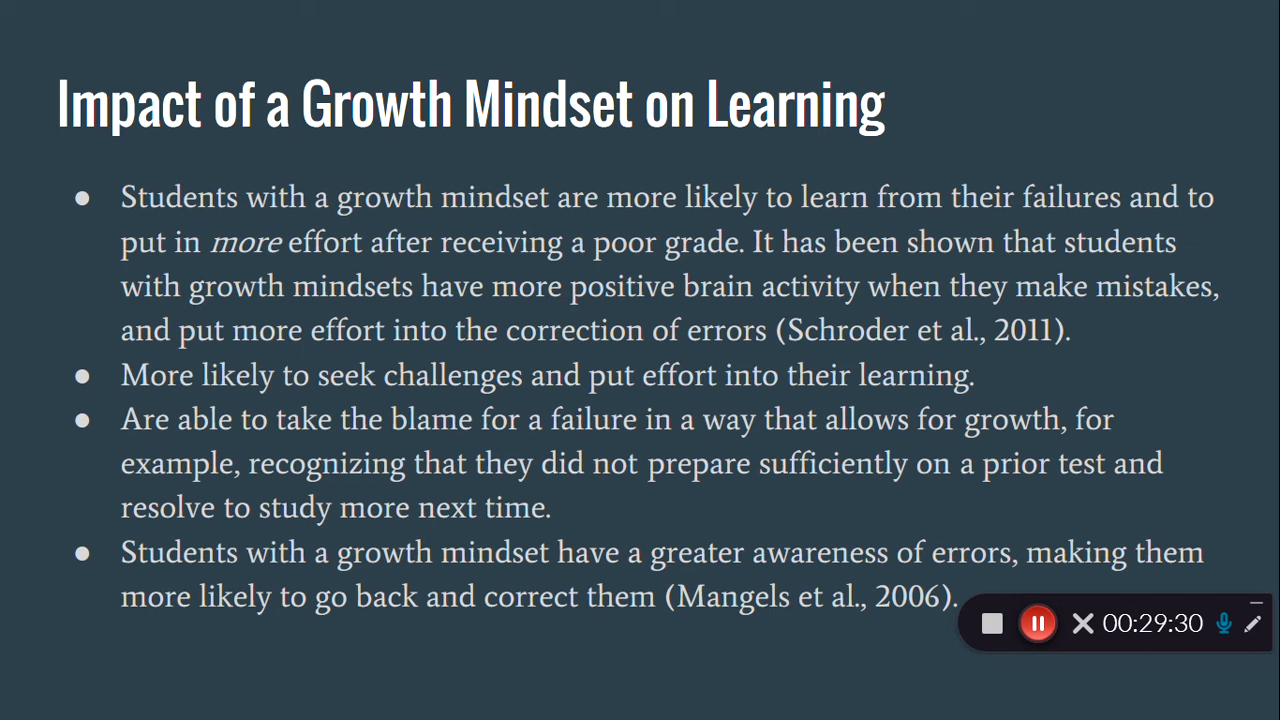 Impact of a Growth Mindset on Learning
● Students with a growth mindset are more likely to learn from their failures and to
put in more effort after receiving a poor grade. It has been shown that students
with growth mindsets have more positive brain activity when they make mistakes,
and put more effort into the correction of errors (Schroder et al., 2011).
● More likely to seek challenges and put effort into their learning.
● Are able to take the blame for a failure in a way that allows for growth, for
example, recognizing that they did not prepare sufficiently on a prior test and
resolve to study more next time.
● Students with a growth mindset have a greater awareness of errors, making them
more likely to go back and correct them (Mangels et al., 2006).
00:29:30